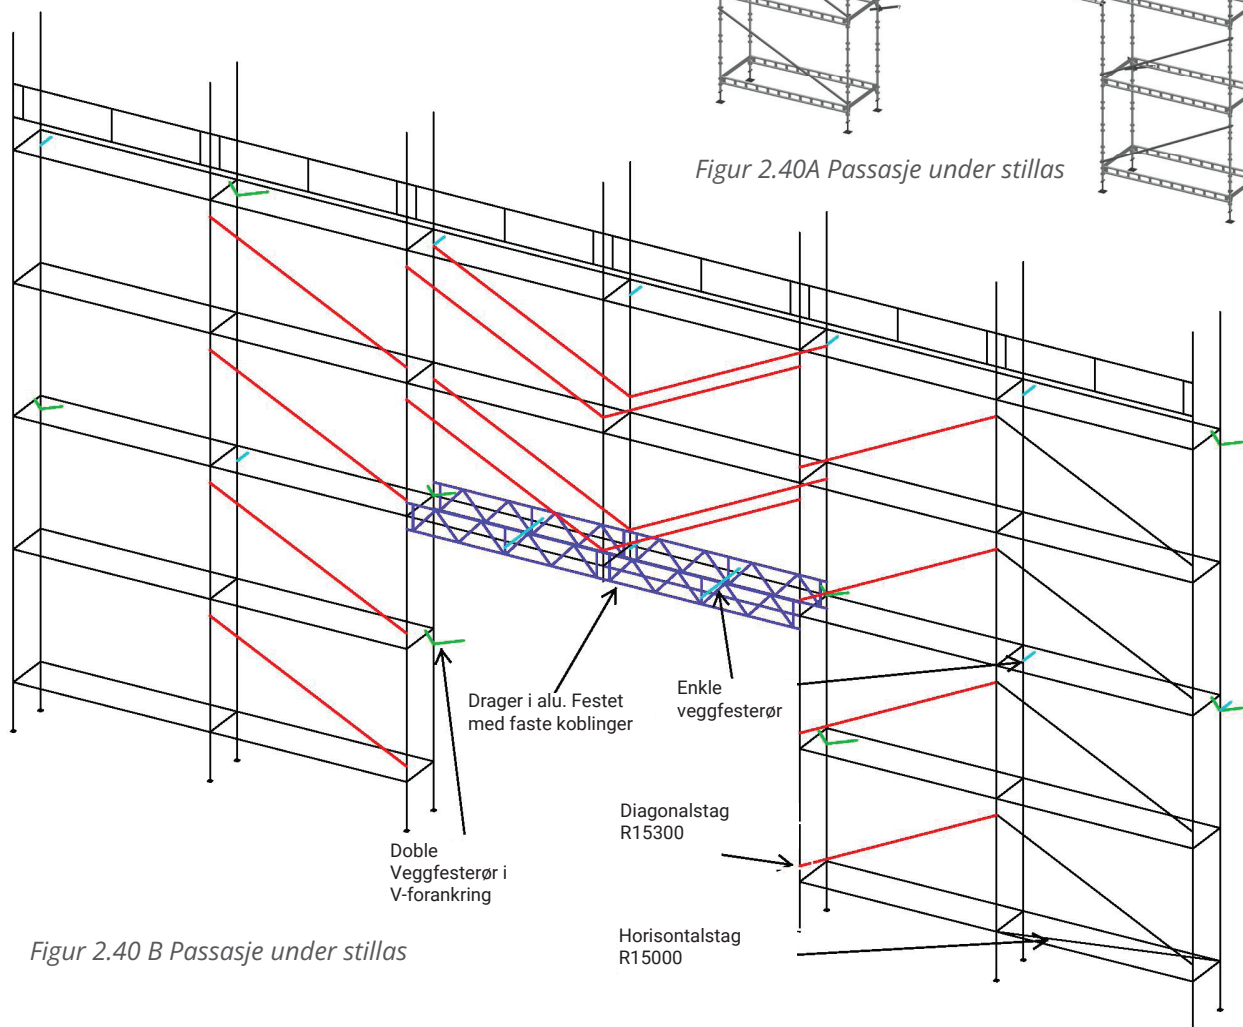 Figur 2.40A Passasje under stillas
Drager i alu. Festet
med faste koblinger
Enkle
veggfesterør
Diagonalstag
R15300
Doble
Veggfesterør i
V-forankring
Horisontalstag
R15000
Figur 2.40 B Passasje under stillas